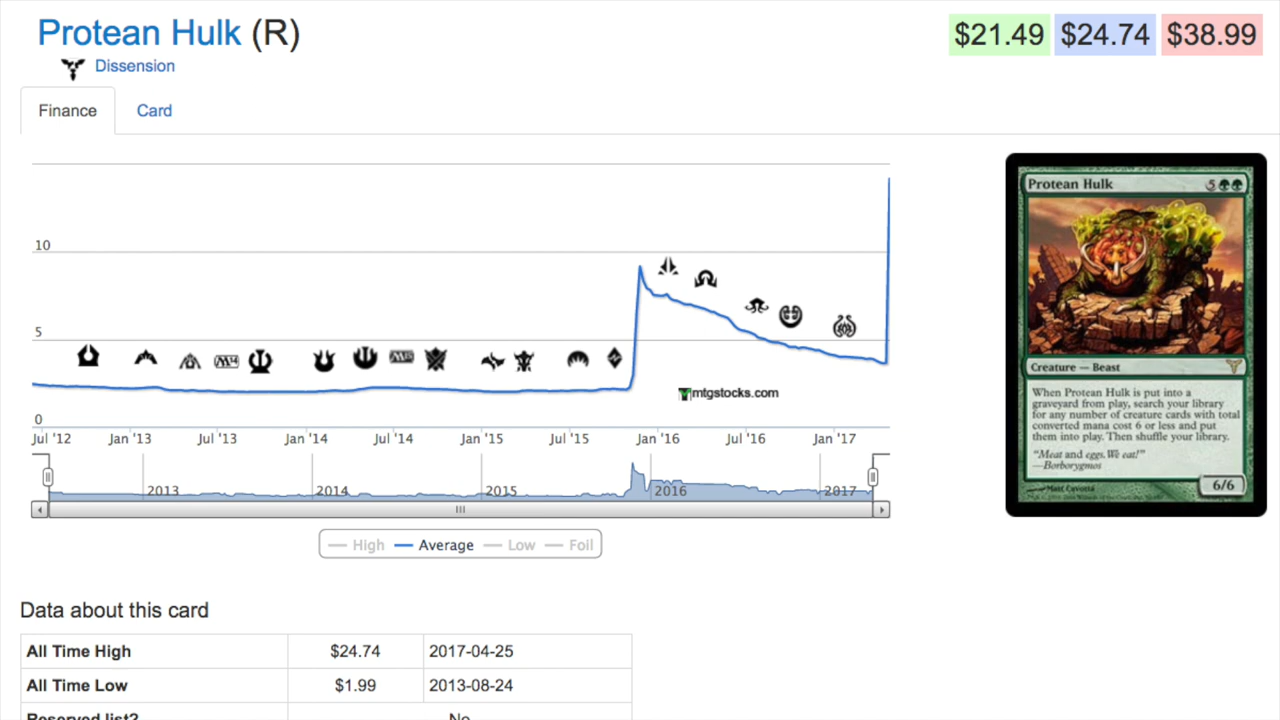 Protean Hulk (R)
$21.49 $24.74 $38.99
Dissension
Finance Card
10
5
0
mtgstocks.com
Jul '12 Jan '13 Jul '13 Jan '14 Jul '14 Jan '15 Jul '15 Jan '16 Jul '16 Jan '17
2013 2014 2015 2016 2017
High Average Low Foil
Protean Hulk 5
Creature — Beast
When Protean Hulk is put into a
graveyard from play, search your library
for any number of creature cards with total
converted mana cost 6 or less and put
them into play. Then shuffle your library.
"Meat and eggs. We eat!"
—Borborygmos
Matt Cavotta
6/6
Data about this card
All Time High $24.74 2017-04-25
All Time Low $1.99 2013-08-24
Reserved list? No